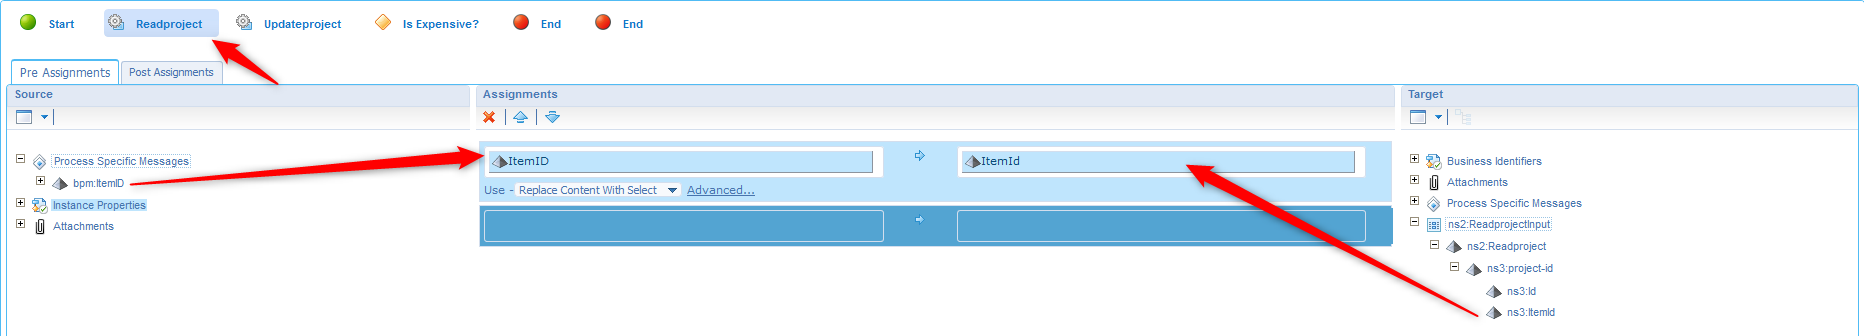 Start Readproject Updateproject Is Expensive? End End
Pre Assignments Post Assignments
Source
Process Specific Messages
bpm:ItemID
Instance Properties
Attachments
Assignments
ItemID ItemId
Use - Replace Content With Select Advanced...
Target
Business Identifiers
Attachments
Process Specific Messages
ns2:ReadprojectInput
ns2:Readproject
ns3:project-id
ns3:Id
ns3:ItemId